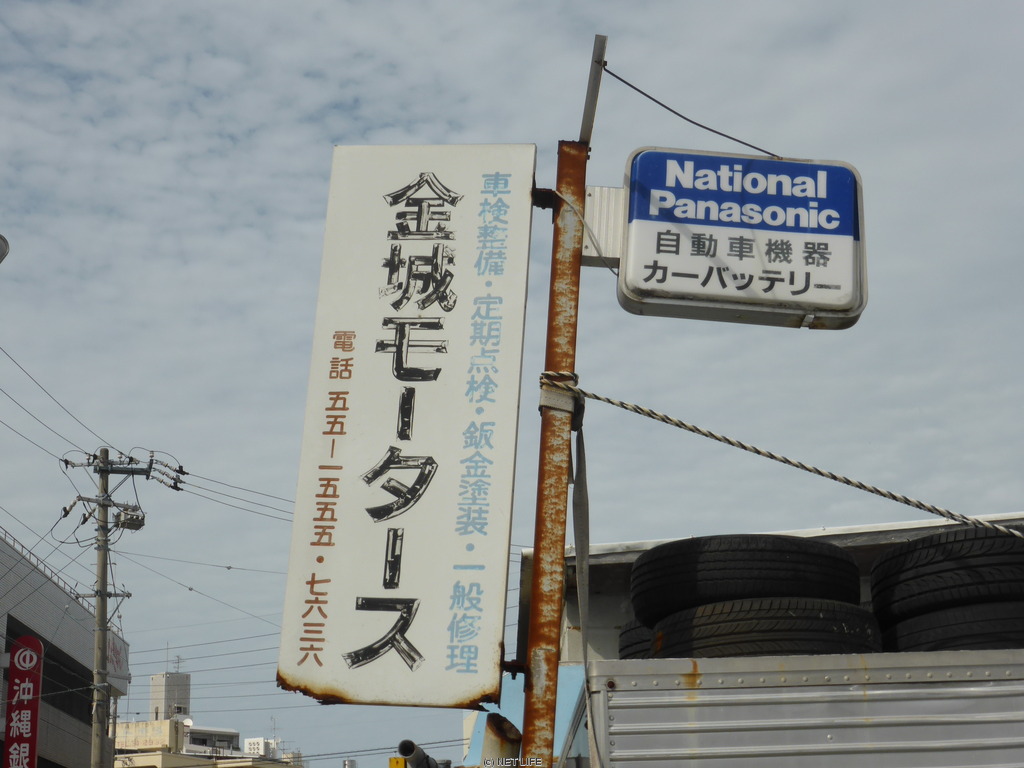 車検整備・定期点検・鈑金塗装・一般修理
金城モータース
電話 五五ー一五五五・七六三六
National
Panasonic
自動車機器
カーバッテリー
沖縄銀
© NETLIFE